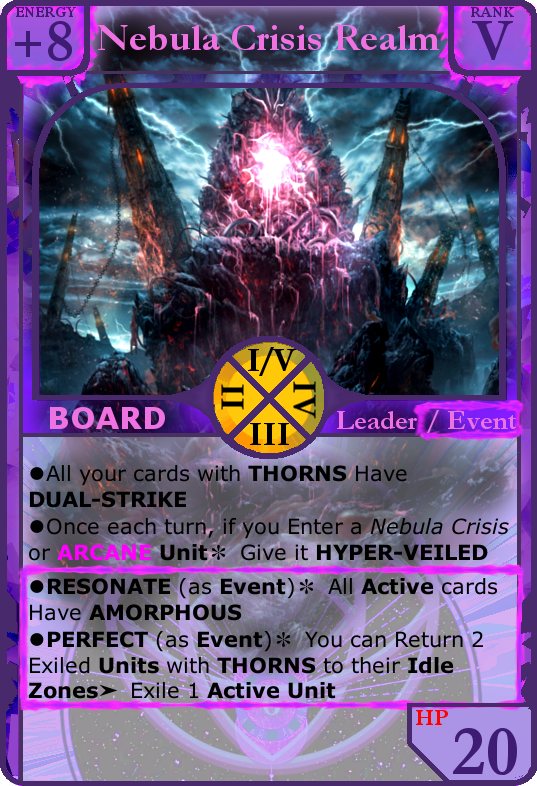 ENERGY
+8
Nebula Crisis Realm
RANK
V
I/V
II
IV
III
BOARD
Leader / Event
●All your cards with THORNS Have
DUAL-STRIKE
●Once each turn, if you Enter a Nebula Crisis
or ARCANE Unit✻ Give it HYPER-VEILED
●RESONATE (as Event)✻ All Active cards
Have AMORPHOUS
●PERFECT (as Event)✻ You can Return 2
Exiled Units with THORNS to their Idle
Zones➤ Exile 1 Active Unit
HP
20